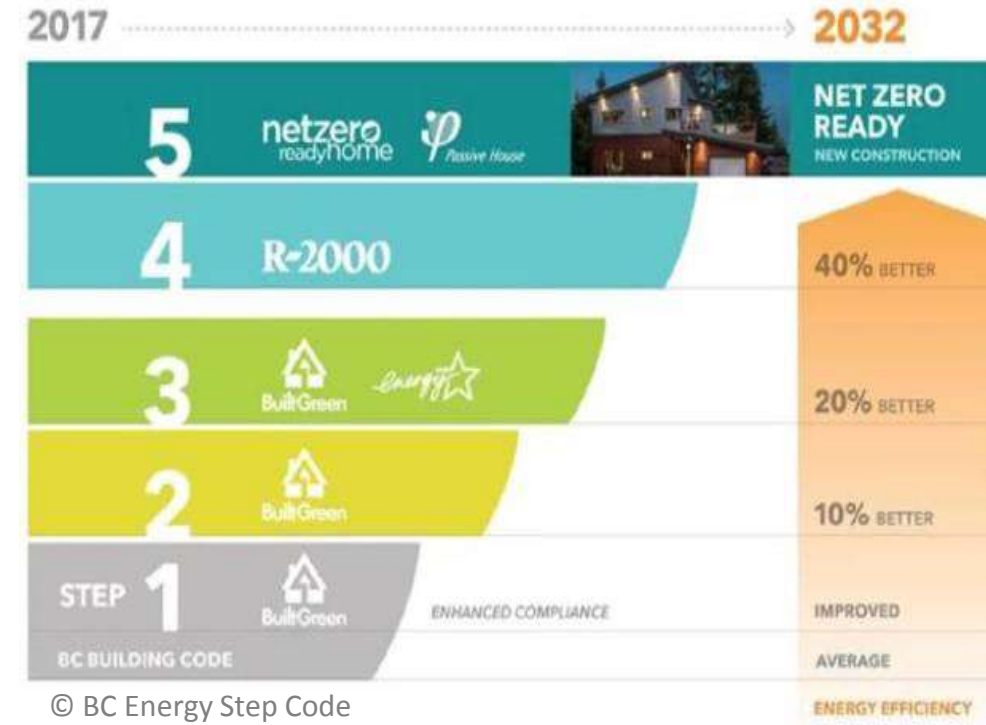 2017 2032
5 netzero readyhome Passive House NET ZERO READY NEW CONSTRUCTION
4 R-2000 40% BETTER
3 BuiltGreen energy 20% BETTER
2 BuiltGreen 10% BETTER
STEP 1 BuiltGreen ENHANCED COMPLIANCE IMPROVED
BC BUILDING CODE AVERAGE
© BC Energy Step Code ENERGY EFFICIENCY